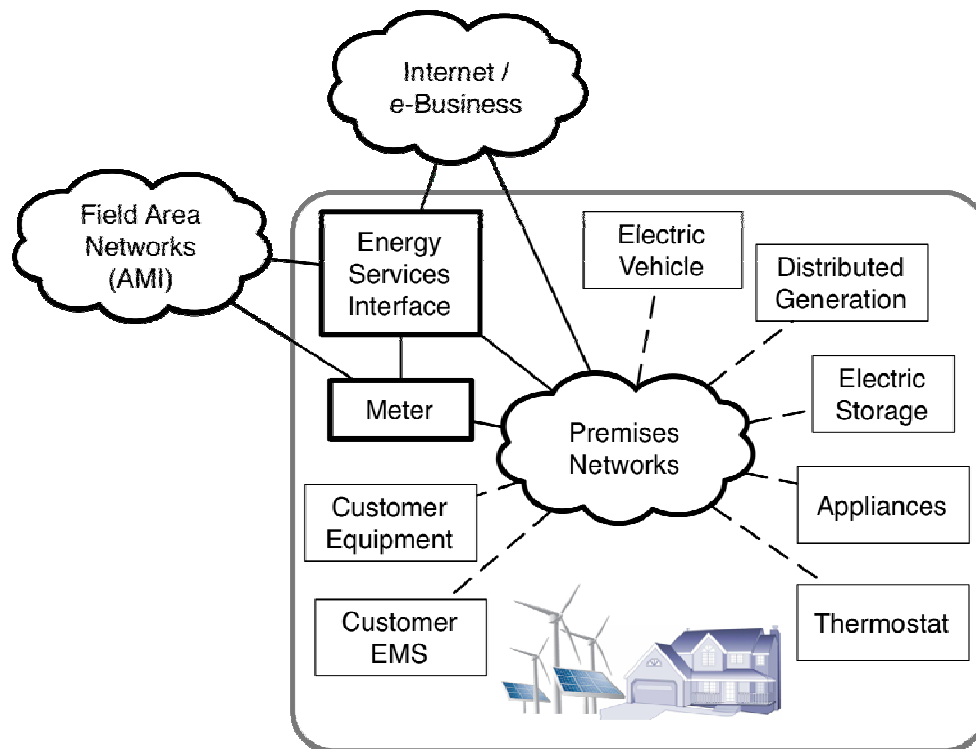 Internet /
e-Business
Field Area
Networks
(AMI)
Energy
Services
Interface
Electric
Vehicle
Distributed
Generation
Meter
Electric
Storage
Premises
Networks
Customer
Equipment
Appliances
Customer
EMS
Thermostat